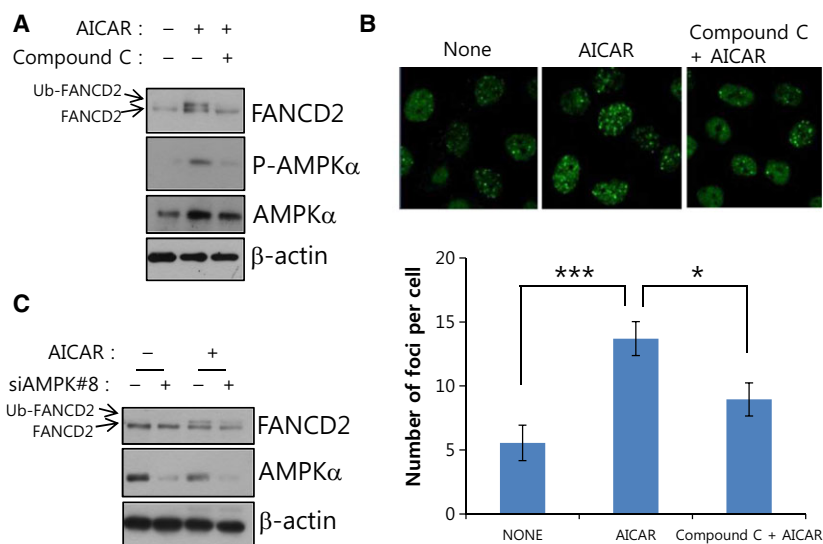 A
AICAR : − + +
Compound C : − − +
Ub-FANCD2
FANCD2
FANCD2
P-AMPKα
AMPKα
β-actin
B
None
AICAR
Compound C
+ AICAR
20
15
10
5
0
Number of foci per cell
***
*
NONE
AICAR
Compound C + AICAR
C
AICAR : − +
siAMPK#8 : − + − +
Ub-FANCD2
FANCD2
FANCD2
AMPKα
β-actin